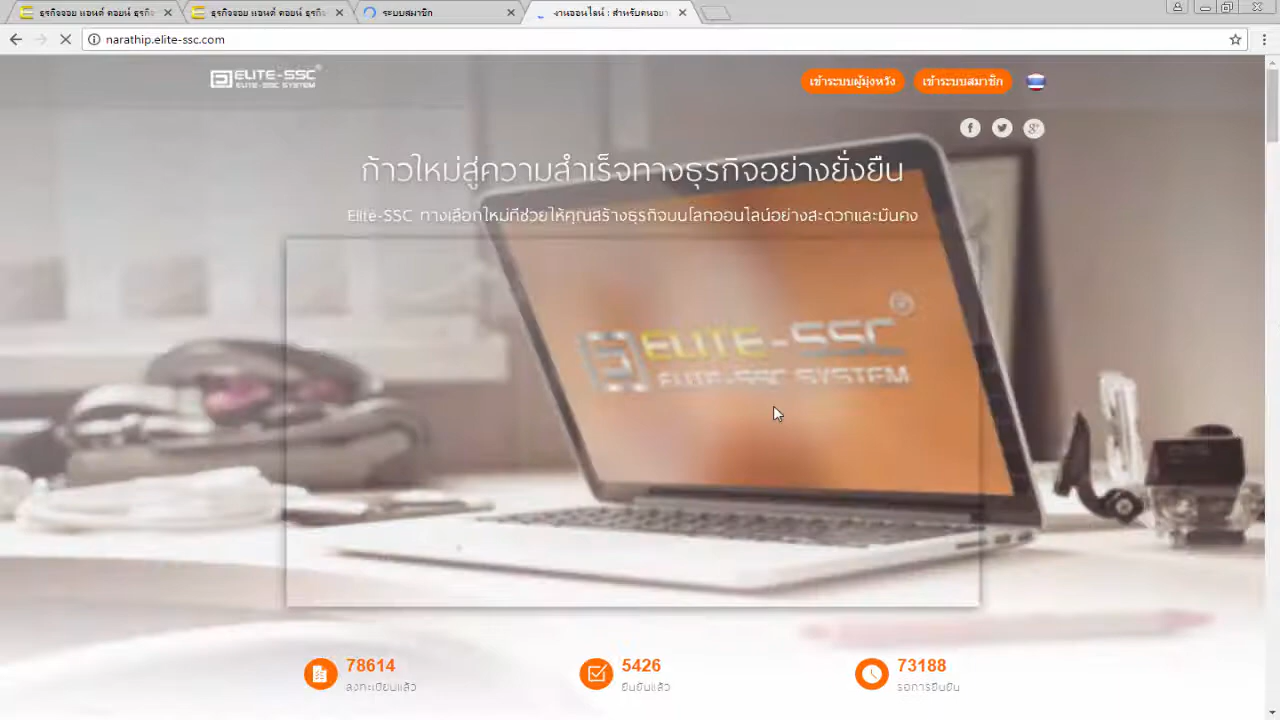 ธุรกิจจอย แอนด์ คอยน์ ธุรกิ
ธุรกิจจอย แอนด์ คอยน์ ธุรกิ
ระบบสมาชิก
งานออนไลน์ : สำหรับคนอยา
narathip.elite-ssc.com
ELITE-SSC®
ELITE-SSC SYSTEM
เข้าระบบผู้มุ่งหวัง
เข้าระบบสมาชิก
ก้าวใหม่สู่ความสำเร็จทางธุรกิจอย่างยั่งยืน
Elite-SSC ทางเลือกใหม่ที่ช่วยให้คุณสร้างธุรกิจบนโลกออนไลน์อย่างสะดวกและมั่นคง
ELITE-SSC®
ELITE-SSC SYSTEM
78614
ลงทะเบียนแล้ว
5426
ยืนยันแล้ว
73188
รอการยืนยัน